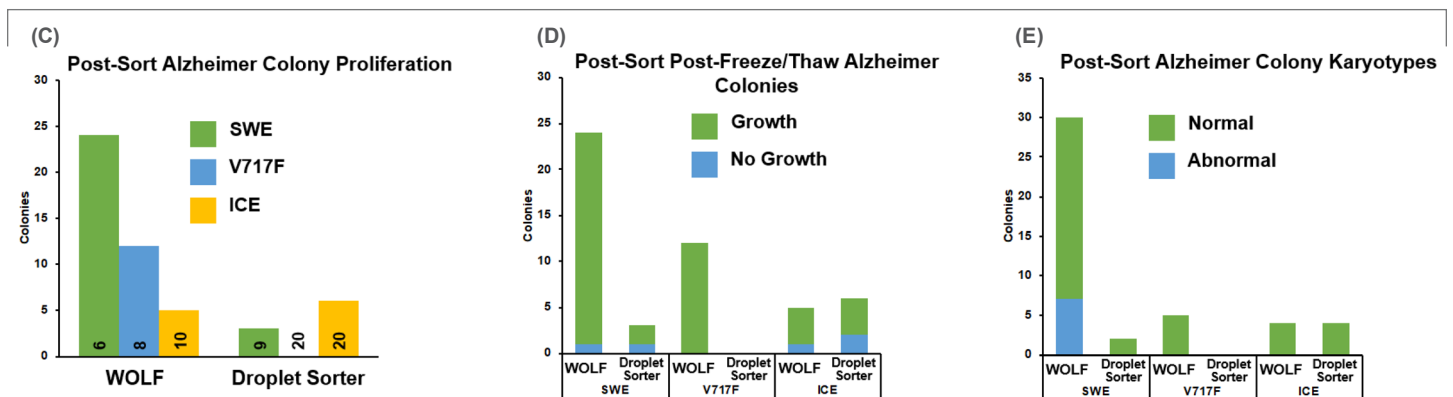 (C)
Post-Sort Alzheimer Colony Proliferation
30
25
20
15
10
5
0
Colonies
SWE
V717F
ICE
6
8
10
9
20
20
WOLF Droplet Sorter
(D)
Post-Sort Post-Freeze/Thaw Alzheimer
Colonies
30
25
20
15
10
5
0
Colonies
Growth
No Growth
WOLF Droplet Sorter WOLF Droplet Sorter WOLF Droplet Sorter
SWE V717F ICE
(E)
Post-Sort Alzheimer Colony Karyotypes
35
30
25
20
15
10
5
0
Colonies
Normal
Abnormal
WOLF Droplet Sorter WOLF Droplet Sorter WOLF Droplet Sorter
SWE V717F ICE